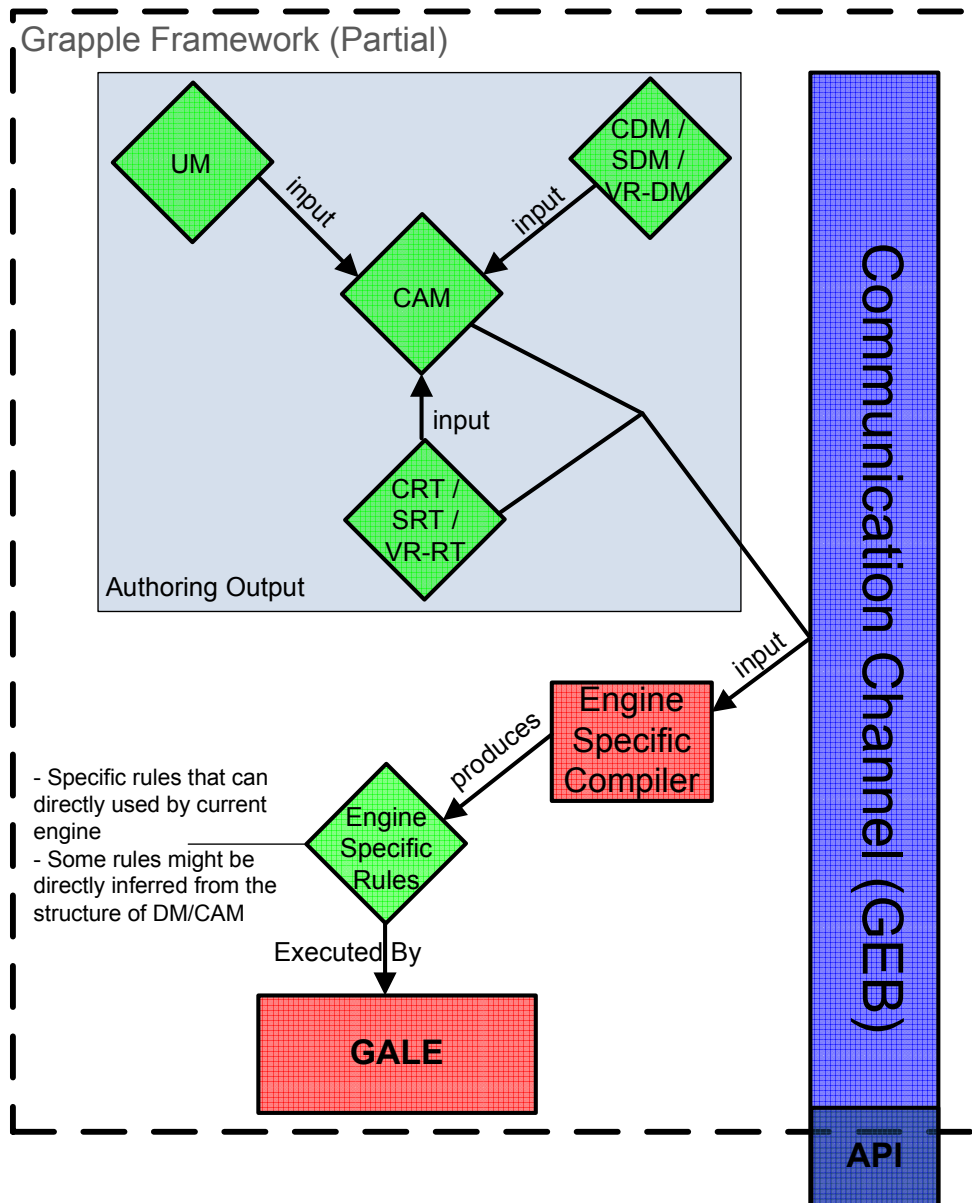 Grapple Framework (Partial)
UM
CDM /
SDM /
VR-DM
input
input
CAM
input
CRT /
SRT /
VR-RT
Authoring Output
Communication Channel (GEB)
input
Engine
Specific
Compiler
produces
- Specific rules that can
directly used by current
engine
- Some rules might be
directly inferred from the
structure of DM/CAM
Engine
Specific
Rules
Executed By
GALE
API